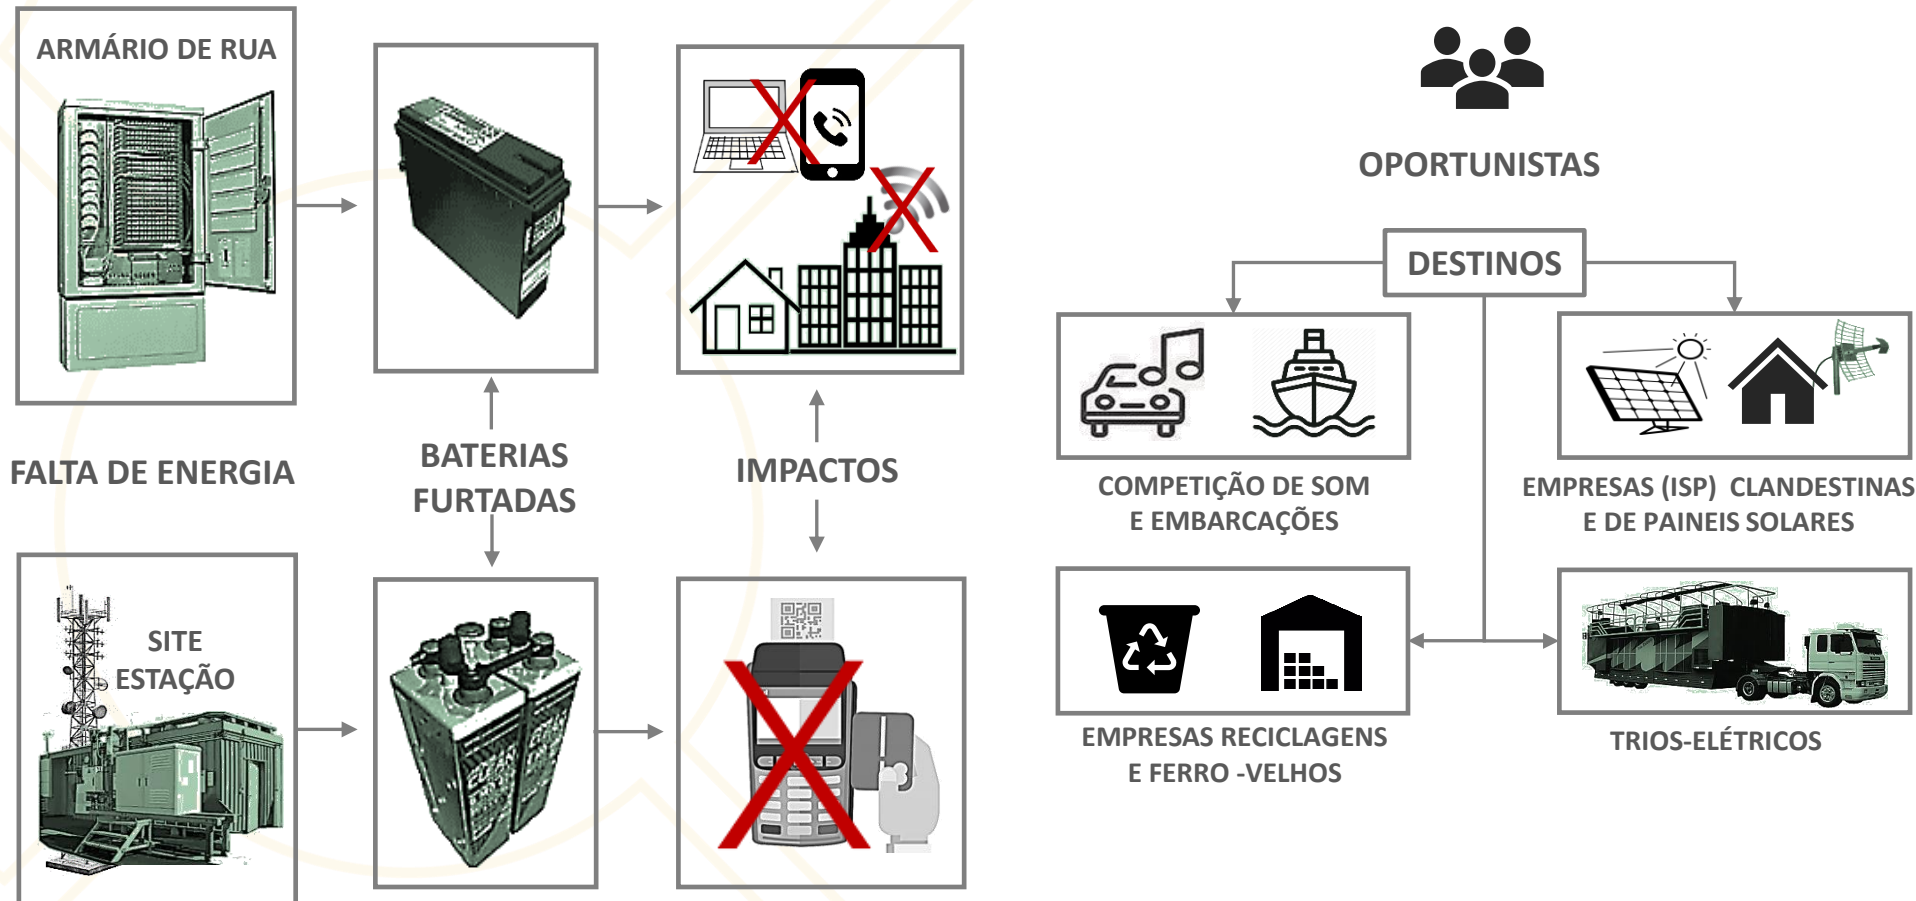 ARMÁRIO DE RUA
FALTA DE ENERGIA
SITE
ESTAÇÃO
BATERIAS
FURTADAS
IMPACTOS
OPORTUNISTAS
DESTINOS
COMPETIÇÃO DE SOM
E EMBARCAÇÕES
EMPRESAS (ISP) CLANDESTINAS
E DE PAINEIS SOLARES
EMPRESAS RECICLAGENS
E FERRO -VELHOS
TRIOS-ELÉTRICOS